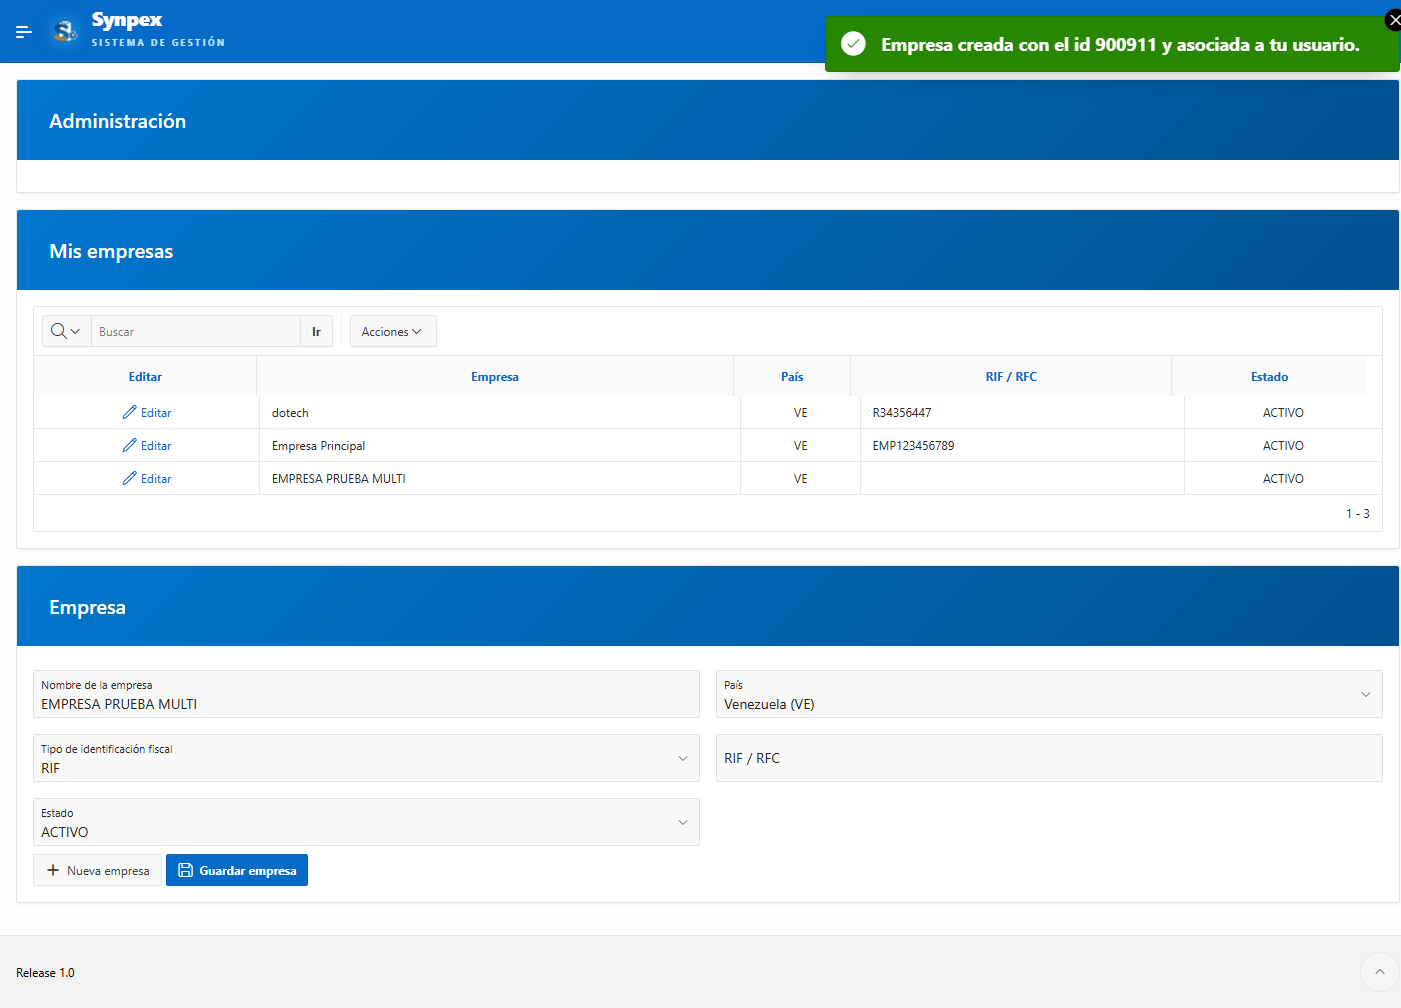 Synpex
SISTEMA DE GESTIÓN
Empresa creada con el id 900911 y asociada a tu usuario.
Administración
Mis empresas
Buscar
Ir
Acciones
Editar Empresa País RIF / RFC Estado
Editar dotech VE R34356447 ACTIVO
Editar Empresa Principal VE EMP123456789 ACTIVO
Editar EMPRESA PRUEBA MULTI VE ACTIVO
1 - 3
Empresa
Nombre de la empresa
EMPRESA PRUEBA MULTI
País
Venezuela (VE)
Tipo de identificación fiscal
RIF
RIF / RFC
Estado
ACTIVO
Nueva empresa
Guardar empresa
Release 1.0